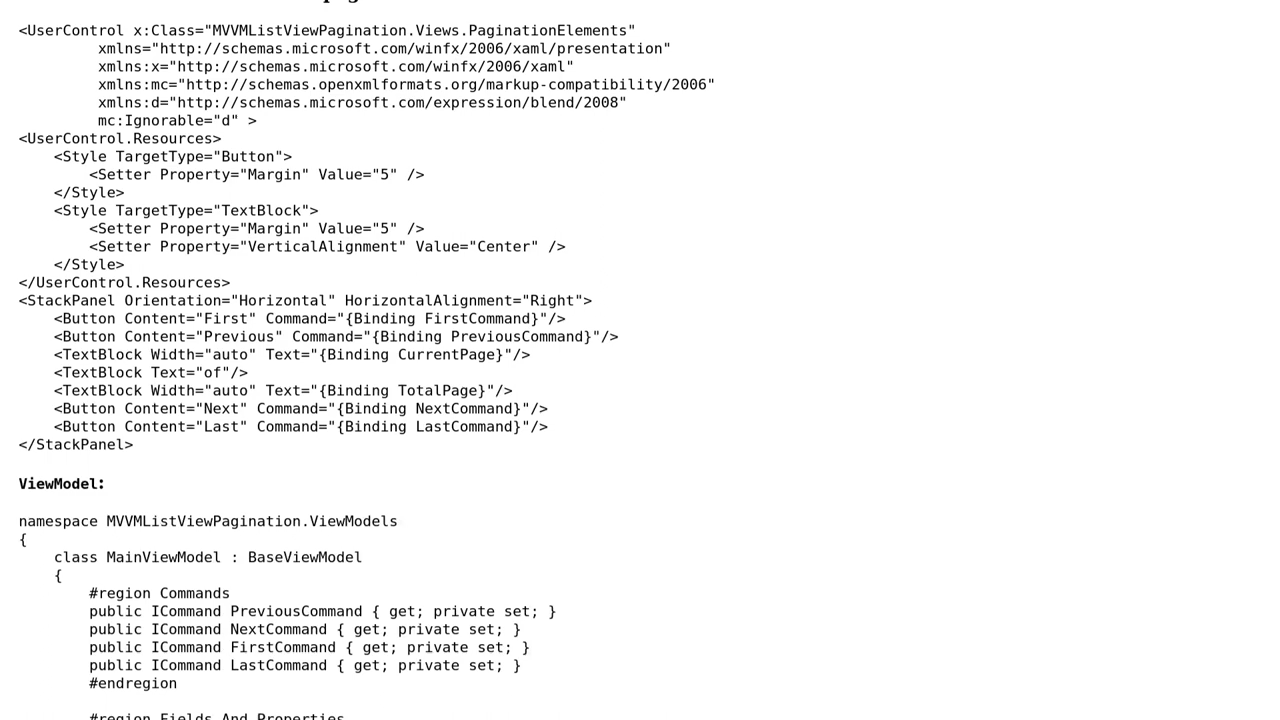 <UserControl x:Class="MVVMListViewPagination.Views.PaginationElements"
         xmlns="http://schemas.microsoft.com/winfx/2006/xaml/presentation"
         xmlns:x="http://schemas.microsoft.com/winfx/2006/xaml"
         xmlns:mc="http://schemas.openxmlformats.org/markup-compatibility/2006"
         xmlns:d="http://schemas.microsoft.com/expression/blend/2008"
         mc:Ignorable="d" >
<UserControl.Resources>
    <Style TargetType="Button">
        <Setter Property="Margin" Value="5" />
    </Style>
    <Style TargetType="TextBlock">
        <Setter Property="Margin" Value="5" />
        <Setter Property="VerticalAlignment" Value="Center" />
    </Style>
</UserControl.Resources>
<StackPanel Orientation="Horizontal" HorizontalAlignment="Right">
    <Button Content="First" Command="{Binding FirstCommand}"/>
    <Button Content="Previous" Command="{Binding PreviousCommand}"/>
    <TextBlock Width="auto" Text="{Binding CurrentPage}"/>
    <TextBlock Text="of"/>
    <TextBlock Width="auto" Text="{Binding TotalPage}"/>
    <Button Content="Next" Command="{Binding NextCommand}"/>
    <Button Content="Last" Command="{Binding LastCommand}"/>
</StackPanel>
ViewModel:
namespace MVVMListViewPagination.ViewModels
{
    class MainViewModel : BaseViewModel
    {
        #region Commands
        public ICommand PreviousCommand { get; private set; }
        public ICommand NextCommand { get; private set; }
        public ICommand FirstCommand { get; private set; }
        public ICommand LastCommand { get; private set; }
        #endregion
        #region Fields And Properties